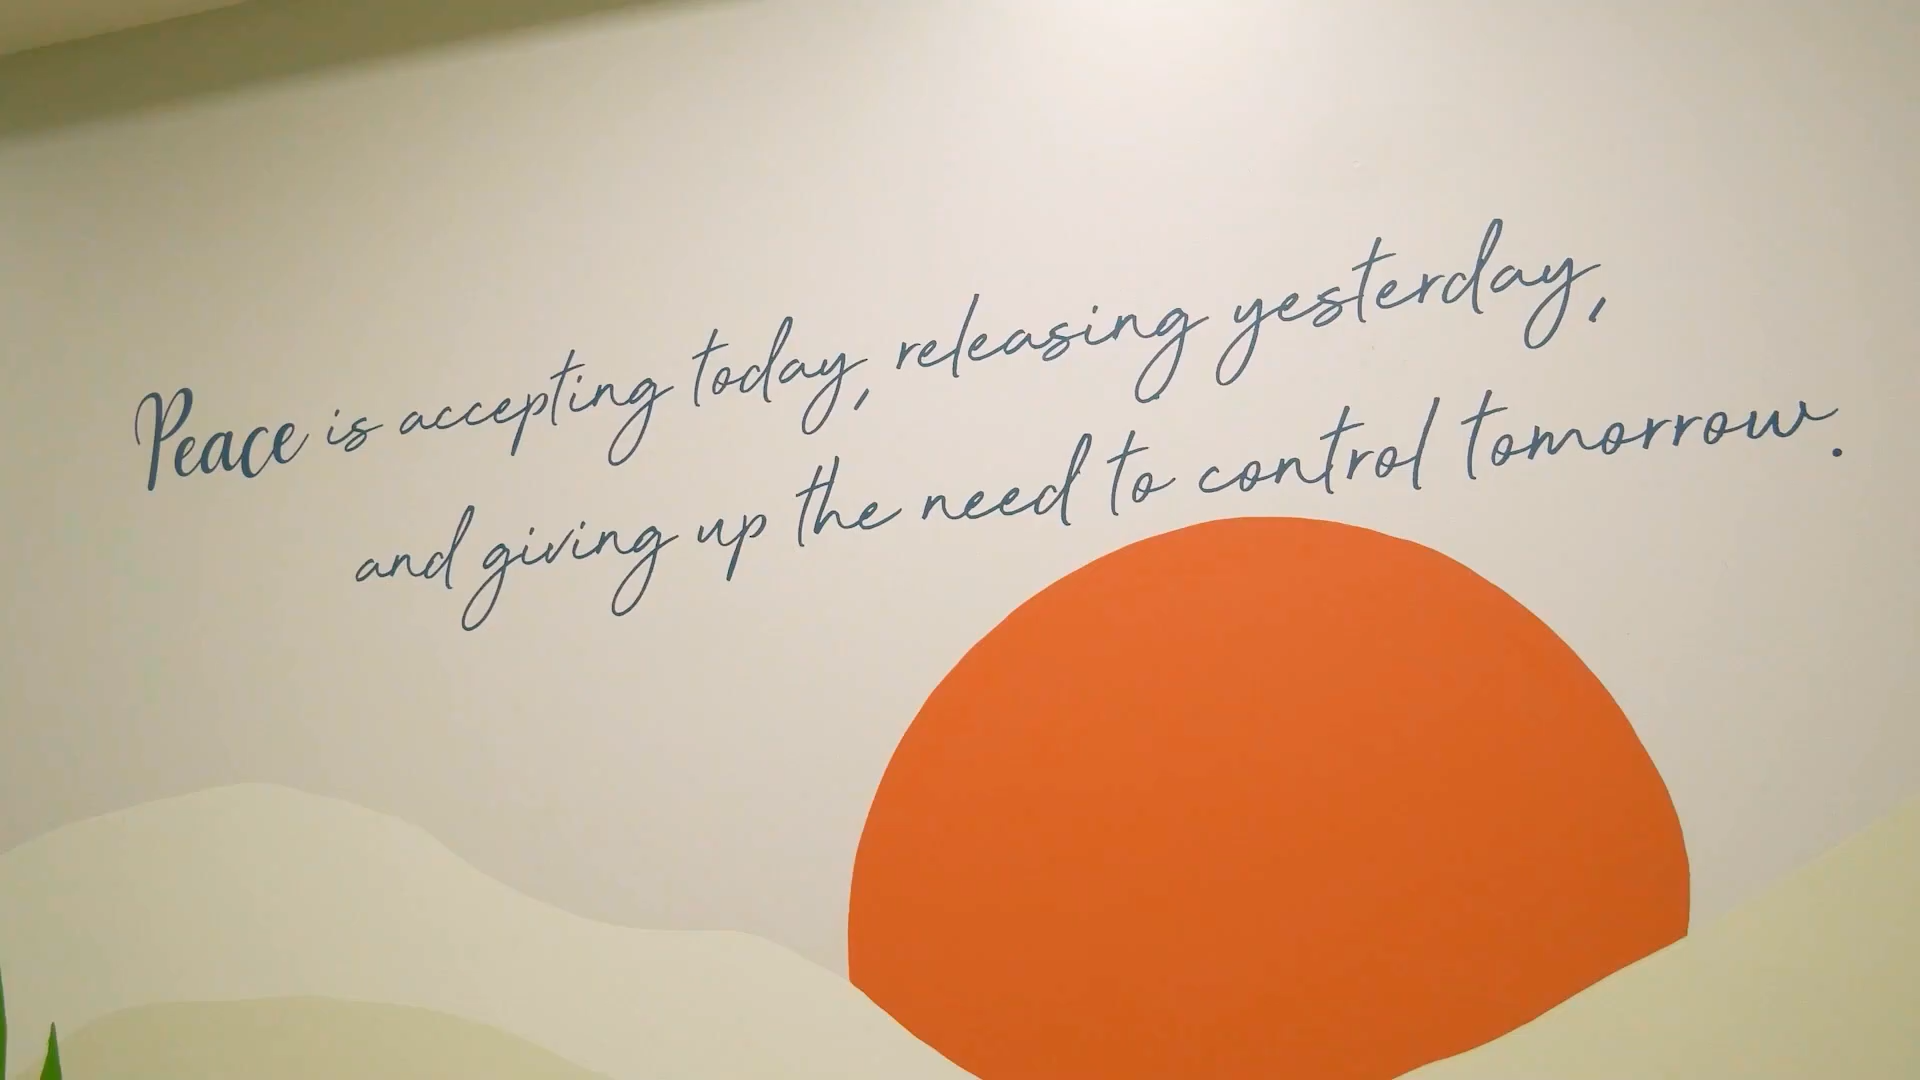 Peace is accepting today, releasing yesterday,
and giving up the need to control tomorrow.